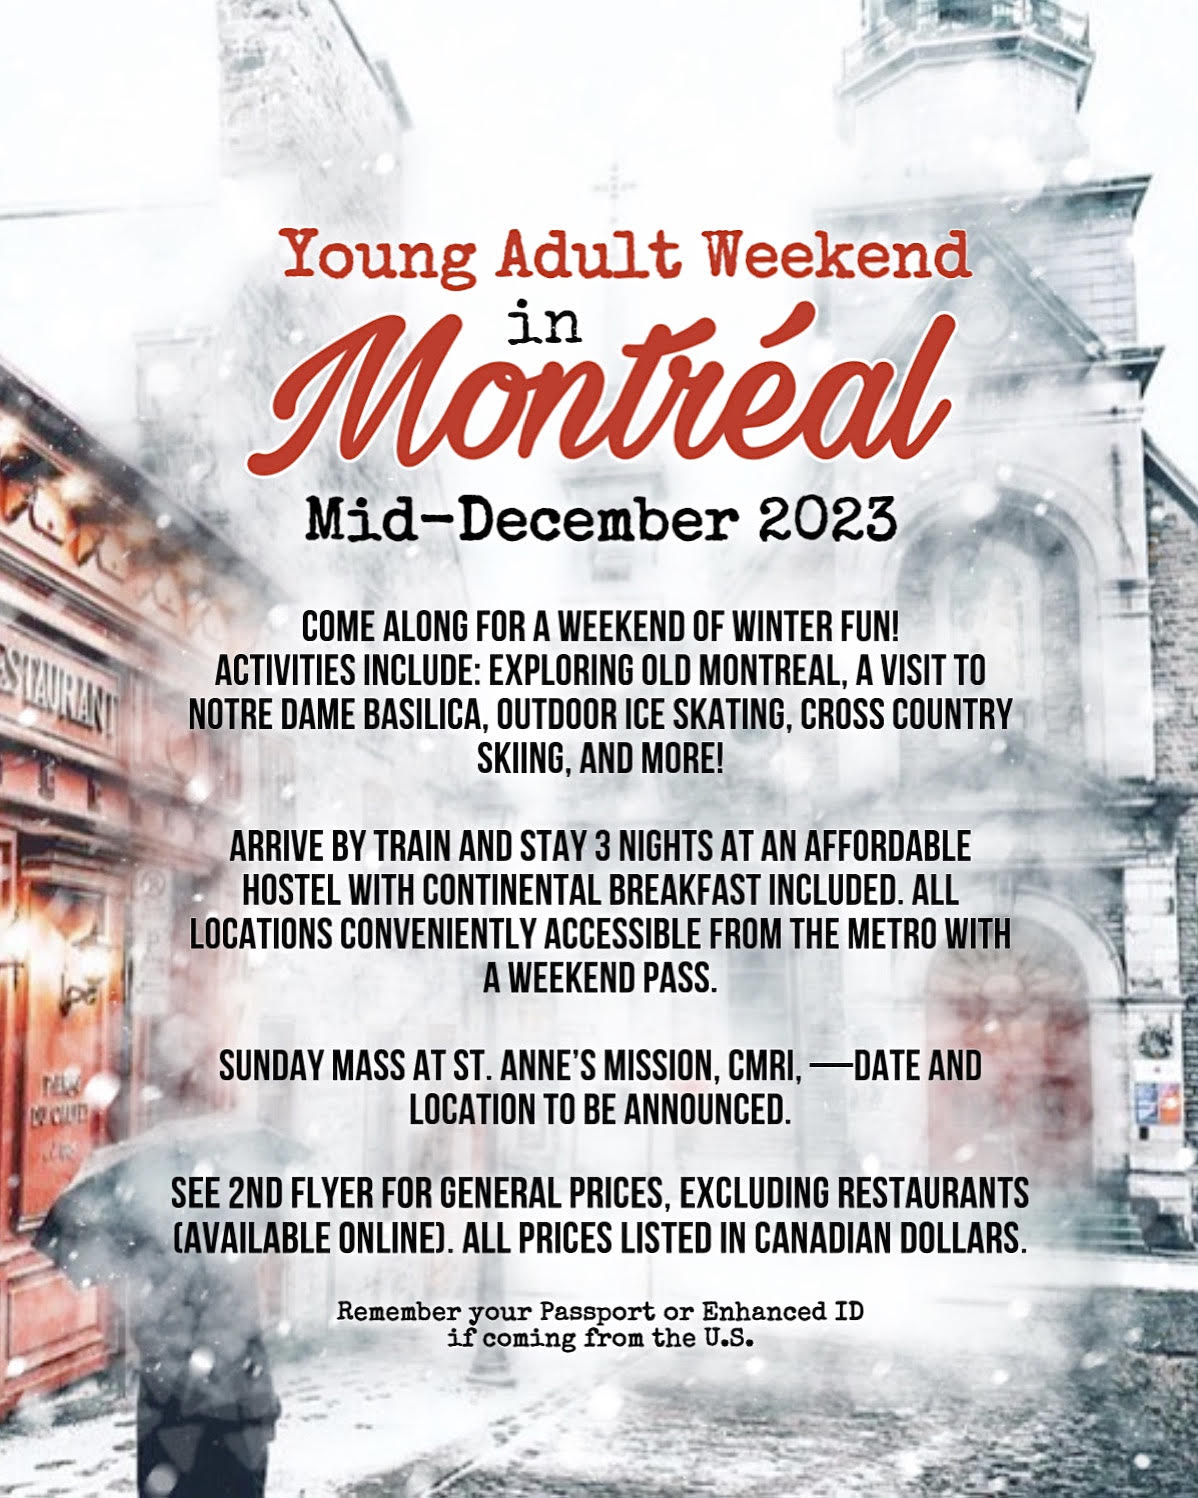 Young Adult Weekend
in
Montréal
Mid-December 2023
COME ALONG FOR A WEEKEND OF WINTER FUN!
ACTIVITIES INCLUDE: EXPLORING OLD MONTREAL, A VISIT TO
NOTRE DAME BASILICA, OUTDOOR ICE SKATING, CROSS COUNTRY
SKIING, AND MORE!
ARRIVE BY TRAIN AND STAY 3 NIGHTS AT AN AFFORDABLE
HOSTEL WITH CONTINENTAL BREAKFAST INCLUDED. ALL
LOCATIONS CONVENIENTLY ACCESSIBLE FROM THE METRO WITH
A WEEKEND PASS.
SUNDAY MASS AT ST. ANNE'S MISSION, CMRI, —DATE AND
LOCATION TO BE ANNOUNCED.
SEE 2ND FLYER FOR GENERAL PRICES, EXCLUDING RESTAURANTS
(AVAILABLE ONLINE). ALL PRICES LISTED IN CANADIAN DOLLARS.
Remember your Passport or Enhanced ID
if coming from the U.S.